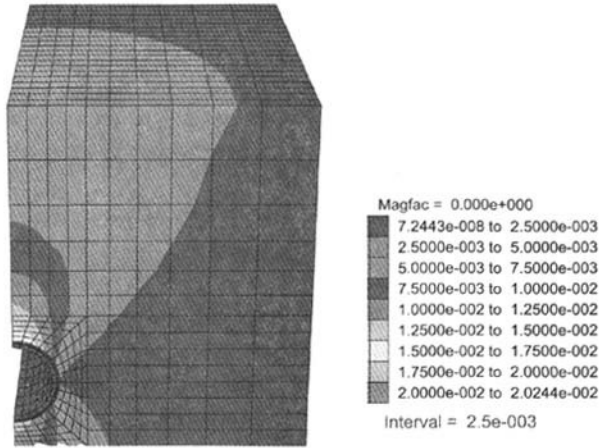 Magfac = 0.000e+000
7.2443e-008 to 2.5000e-003
2.5000e-003 to 5.0000e-003
5.0000e-003 to 7.5000e-003
7.5000e-003 to 1.0000e-002
1.0000e-002 to 1.2500e-002
1.2500e-002 to 1.5000e-002
1.5000e-002 to 1.7500e-002
1.7500e-002 to 2.0000e-002
2.0000e-002 to 2.0244e-002
Interval = 2.5e-003